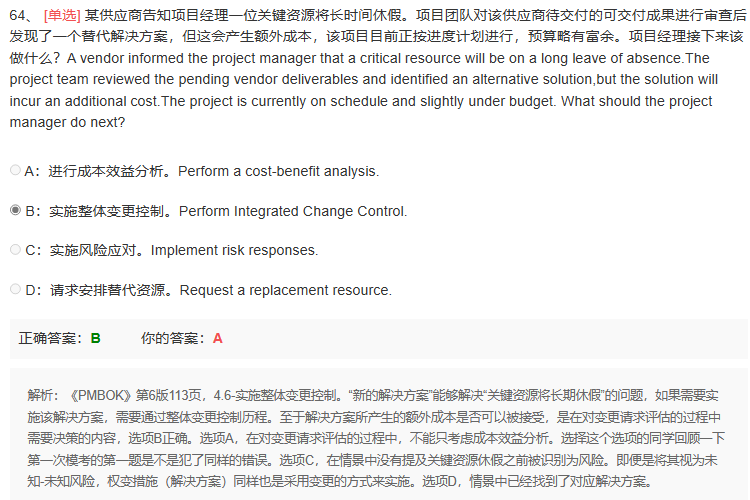 64、 [单选] 某供应商告知项目经理一位关键资源将长时间休假。项目团队对该供应商待交付的可交付成果进行审查后
发现了一个替代解决方案，但这会产生额外成本，该项目目前正按进度计划进行，预算略有富余。项目经理接下来该
做什么？A vendor informed the project manager that a critical resource will be on a long leave of absence.The
project team reviewed the pending vendor deliverables and identified an alternative solution,but the solution will
incur an additional cost.The project is currently on schedule and slightly under budget. What should the project
manager do next?
A：进行成本效益分析。Perform a cost-benefit analysis.
B：实施整体变更控制。Perform Integrated Change Control.
C：实施风险应对。Implement risk responses.
D：请求安排替代资源。Request a replacement resource.
正确答案：B 你的答案：A
解析：《PMBOK》第6版113页，4.6-实施整体变更控制。“新的解决方案”能够解决“关键资源将长期休假”的问题，如果需要实
施该解决方案，需要通过整体变更控制历程。至于解决方案所产生的额外成本是否可以被接受，是在对变更请求评估的过程中
需要决策的内容，选项B正确。选项A，在对变更请求评估的过程中，不能只考虑成本效益分析。选择这个选项的同学回顾一下
第一次模考的第一题是不是犯了同样的错误。选项C，在情景中没有提及关键资源休假之前被识别为风险。即便是将其视为未
知-未知风险，权变措施（解决方案）同样也是采用变更的方式来实施。选项D，情景中已经找到了对应解决方案。